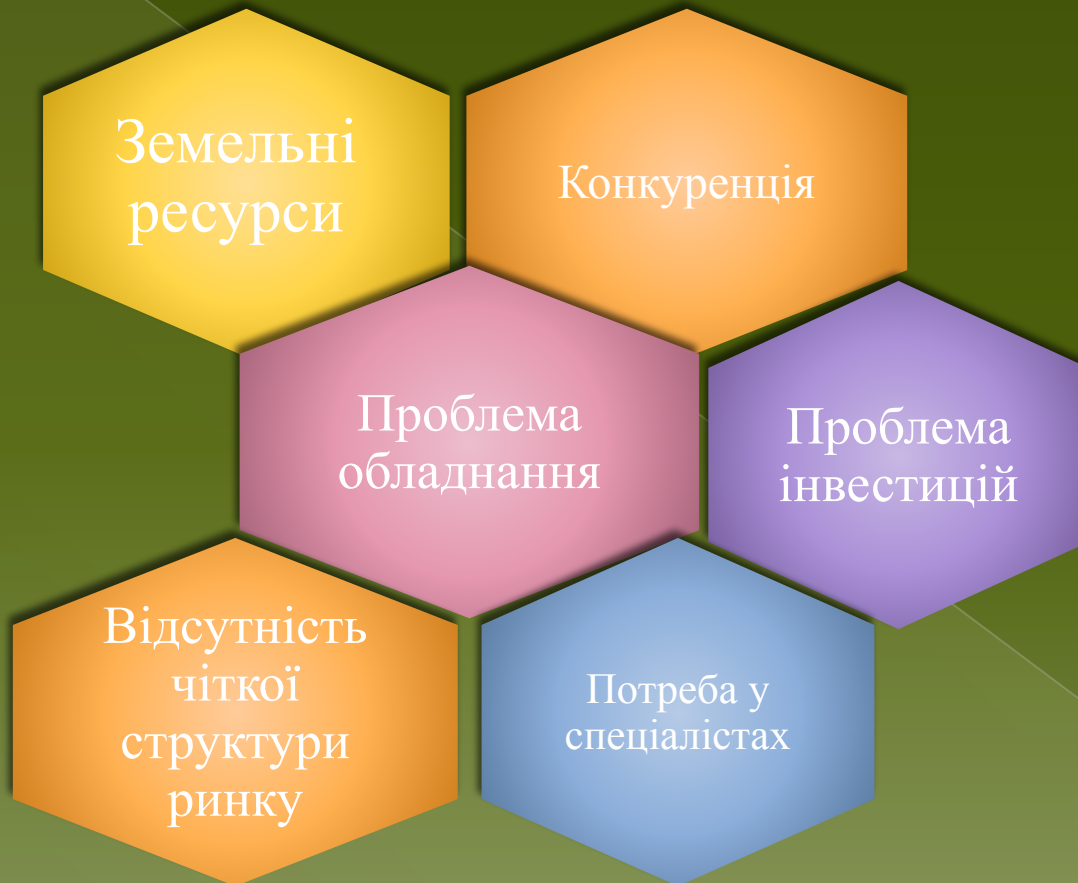 Земельні
ресурси
Конкуренція
Проблема
обладнання
Проблема
інвестицій
Відсутність
чіткої
структури
ринку
Потреба у
спеціалістах